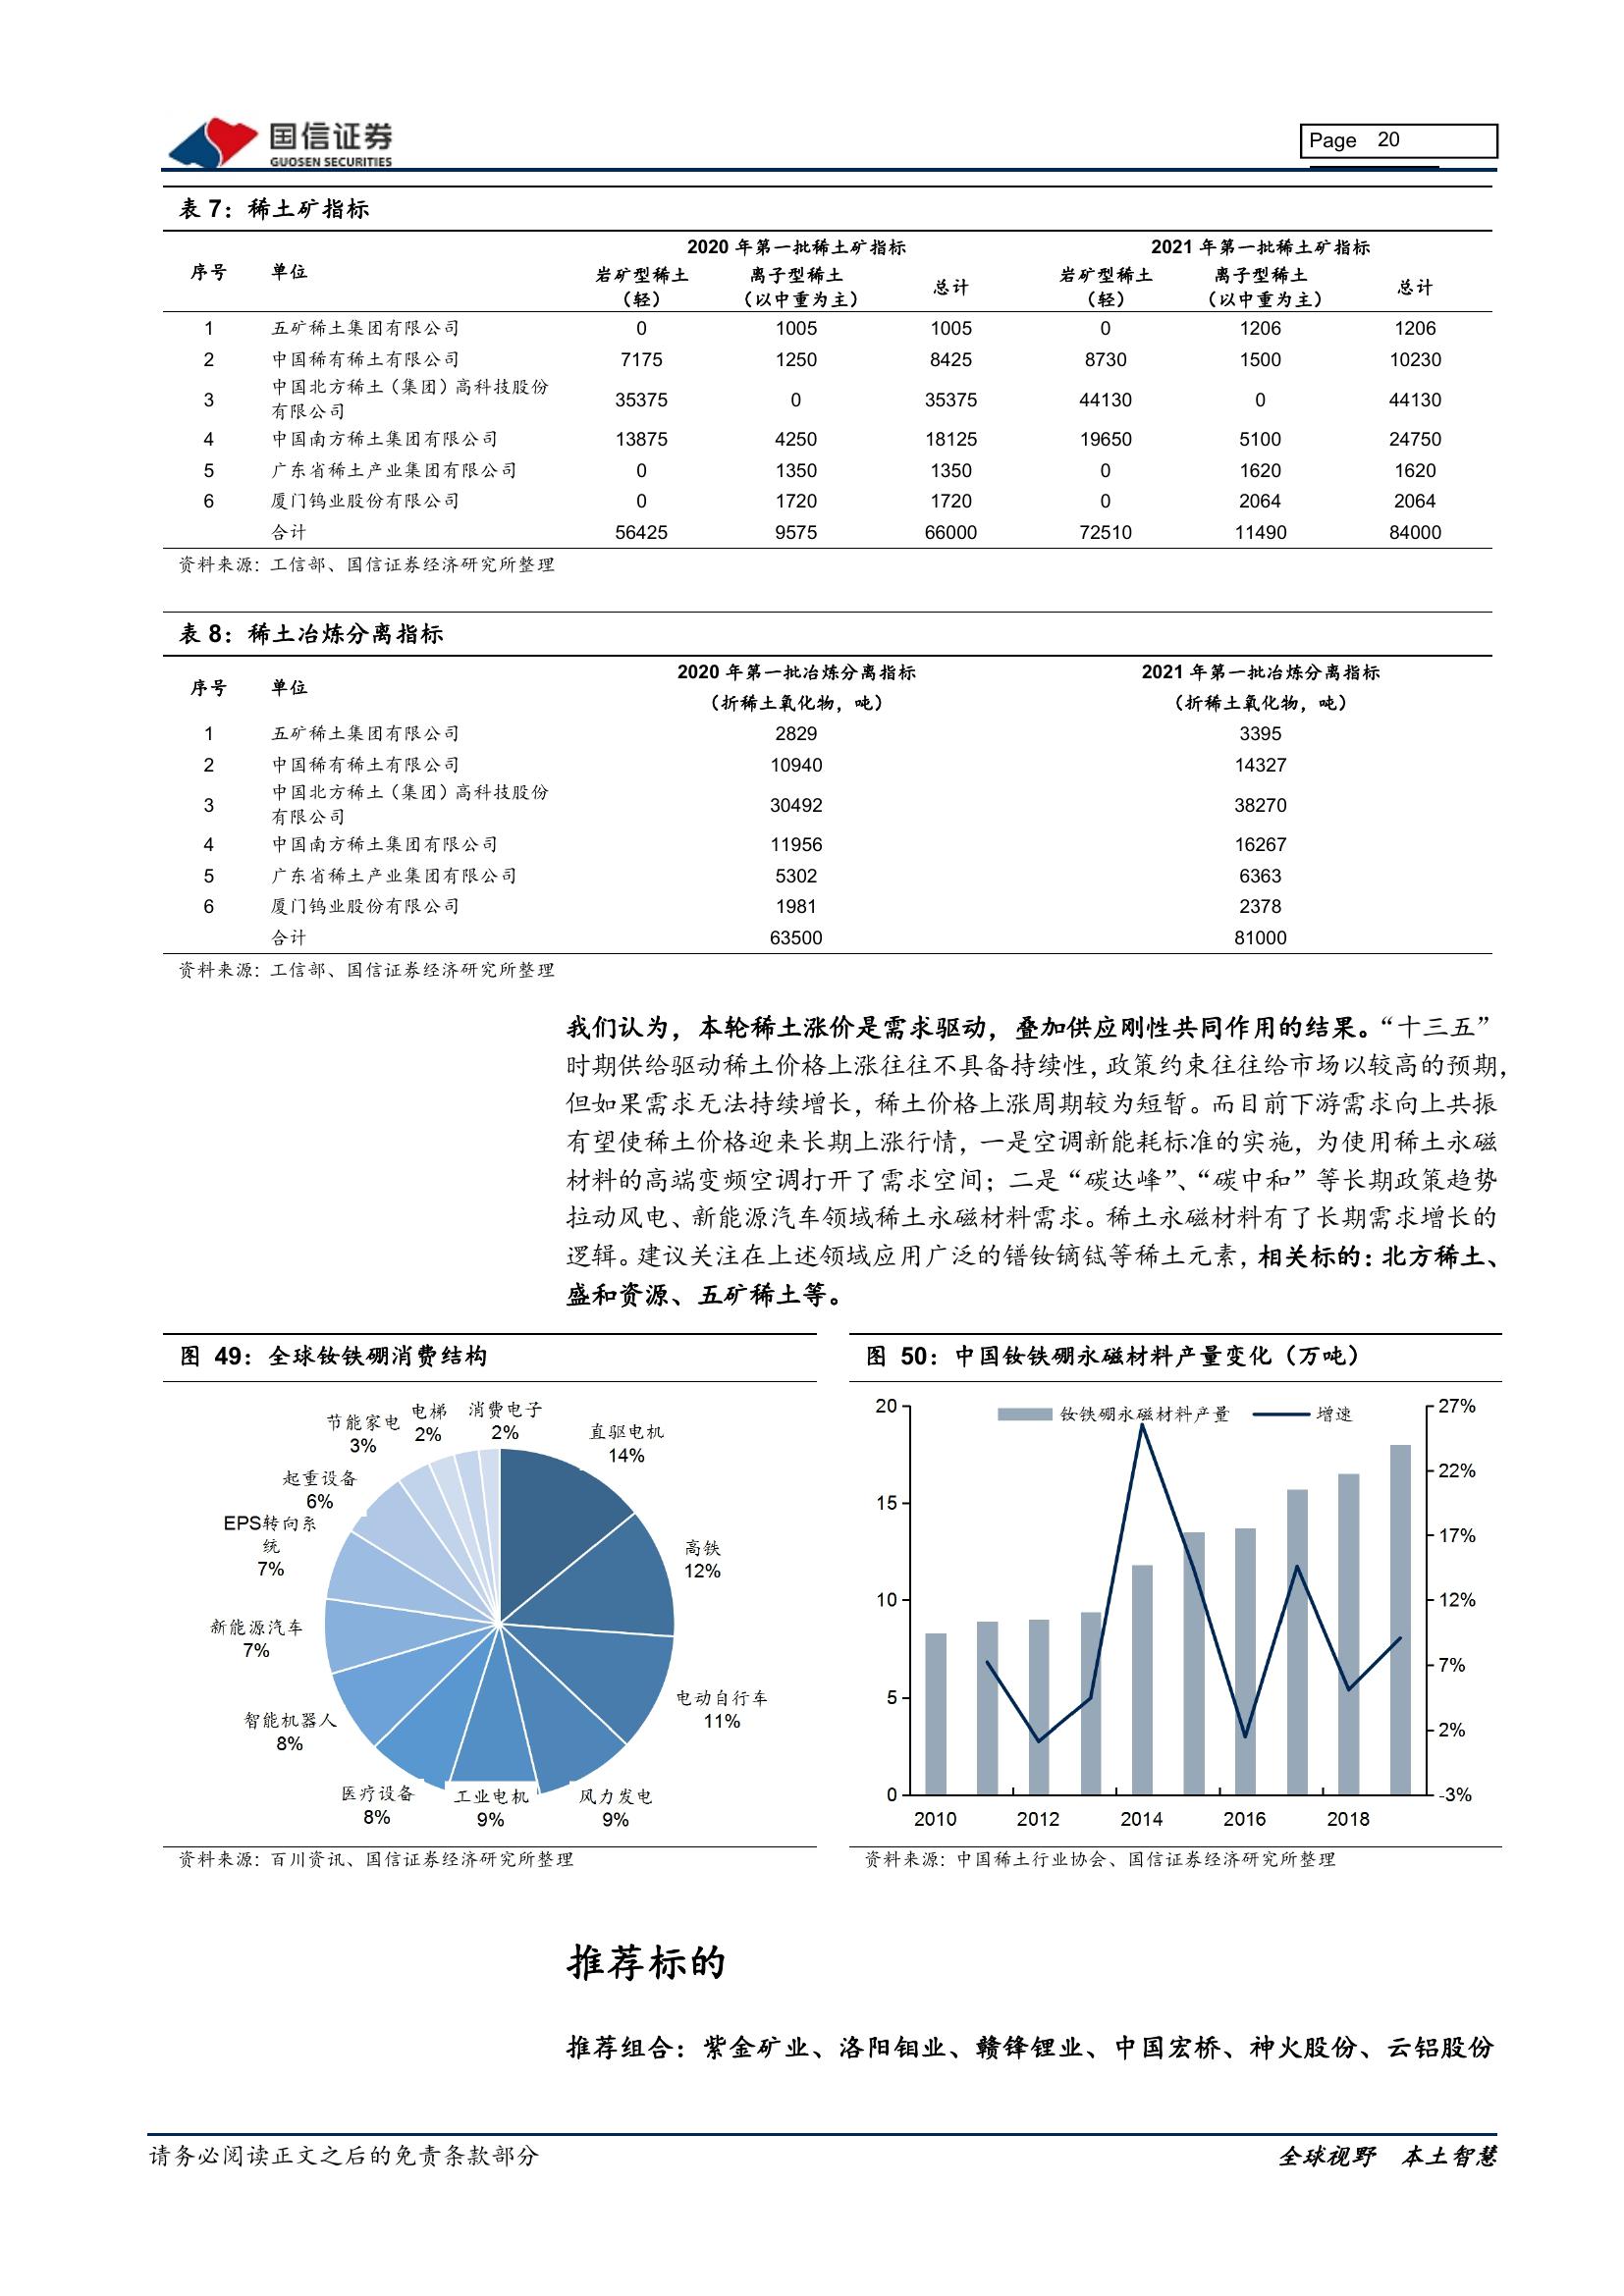 国信证券
GUOSEN SECURITIES
Page 20
表 7：稀土矿指标
2020 年第一批稀土矿指标 2021 年第一批稀土矿指标
序号 单位 岩矿型稀土（轻） 离子型稀土（以中重为主） 总计 岩矿型稀土（轻） 离子型稀土（以中重为主） 总计
1 五矿稀土集团有限公司 0 1005 1005 0 1206 1206
2 中国稀有稀土有限公司 7175 1250 8425 8730 1500 10230
3 中国北方稀土（集团）高科技股份有限公司 35375 0 35375 44130 0 44130
4 中国南方稀土集团有限公司 13875 4250 18125 19650 5100 24750
5 广东省稀土产业集团有限公司 0 1350 1350 0 1620 1620
6 厦门钨业股份有限公司 0 1720 1720 0 2064 2064
合计 56425 9575 66000 72510 11490 84000
资料来源：工信部、国信证券经济研究所整理
表 8：稀土冶炼分离指标
序号 单位 2020 年第一批冶炼分离指标 2021 年第一批冶炼分离指标
（折稀土氧化物，吨） （折稀土氧化物，吨）
1 五矿稀土集团有限公司 2829 3395
2 中国稀有稀土有限公司 10940 14327
3 中国北方稀土（集团）高科技股份有限公司 30492 38270
4 中国南方稀土集团有限公司 11956 16267
5 广东省稀土产业集团有限公司 5302 6363
6 厦门钨业股份有限公司 1981 2378
合计 63500 81000
资料来源：工信部、国信证券经济研究所整理
我们认为，本轮稀土涨价是需求驱动，叠加供应刚性共同作用的结果。“十三五”
时期供给驱动稀土价格上涨往往不具备持续性，政策约束往往给市场以较高的预期，
但如果需求无法持续增长，稀土价格上涨周期较为短暂。而目前下游需求向上共振
有望使稀土价格迎来长期上涨行情，一是空调新能耗标准的实施，为使用稀土永磁
材料的高端变频空调打开了需求空间；二是“碳达峰”、“碳中和”等长期政策趋势
拉动风电、新能源汽车领域稀土永磁材料需求。稀土永磁材料有了长期需求增长的
逻辑。建议关注在上述领域应用广泛的镨钕镝铽等稀土元素，相关标的：北方稀土、
盛和资源、五矿稀土等。
图 49：全球钕铁硼消费结构
直驱电机
14%
高铁
12%
电动自行车
11%
风力发电
9%
工业电机
9%
医疗设备
8%
智能机器人
8%
新能源汽车
7%
EPS转向系
统
7%
起重设备
6%
节能家电
3%
电梯
2%
消费电子
2%
资料来源：百川资讯、国信证券经济研究所整理
图 50：中国钕铁硼永磁材料产量变化（万吨）
钕铁硼永磁材料产量 增速
20
15
10
5
0
27%
22%
17%
12%
7%
2%
-3%
2010 2012 2014 2016 2018
资料来源：中国稀土行业协会、国信证券经济研究所整理
推荐标的
推荐组合：紫金矿业、洛阳钼业、赣锋锂业、中国宏桥、神火股份、云铝股份
请务必阅读正文之后的免责条款部分
全球视野 本土智慧